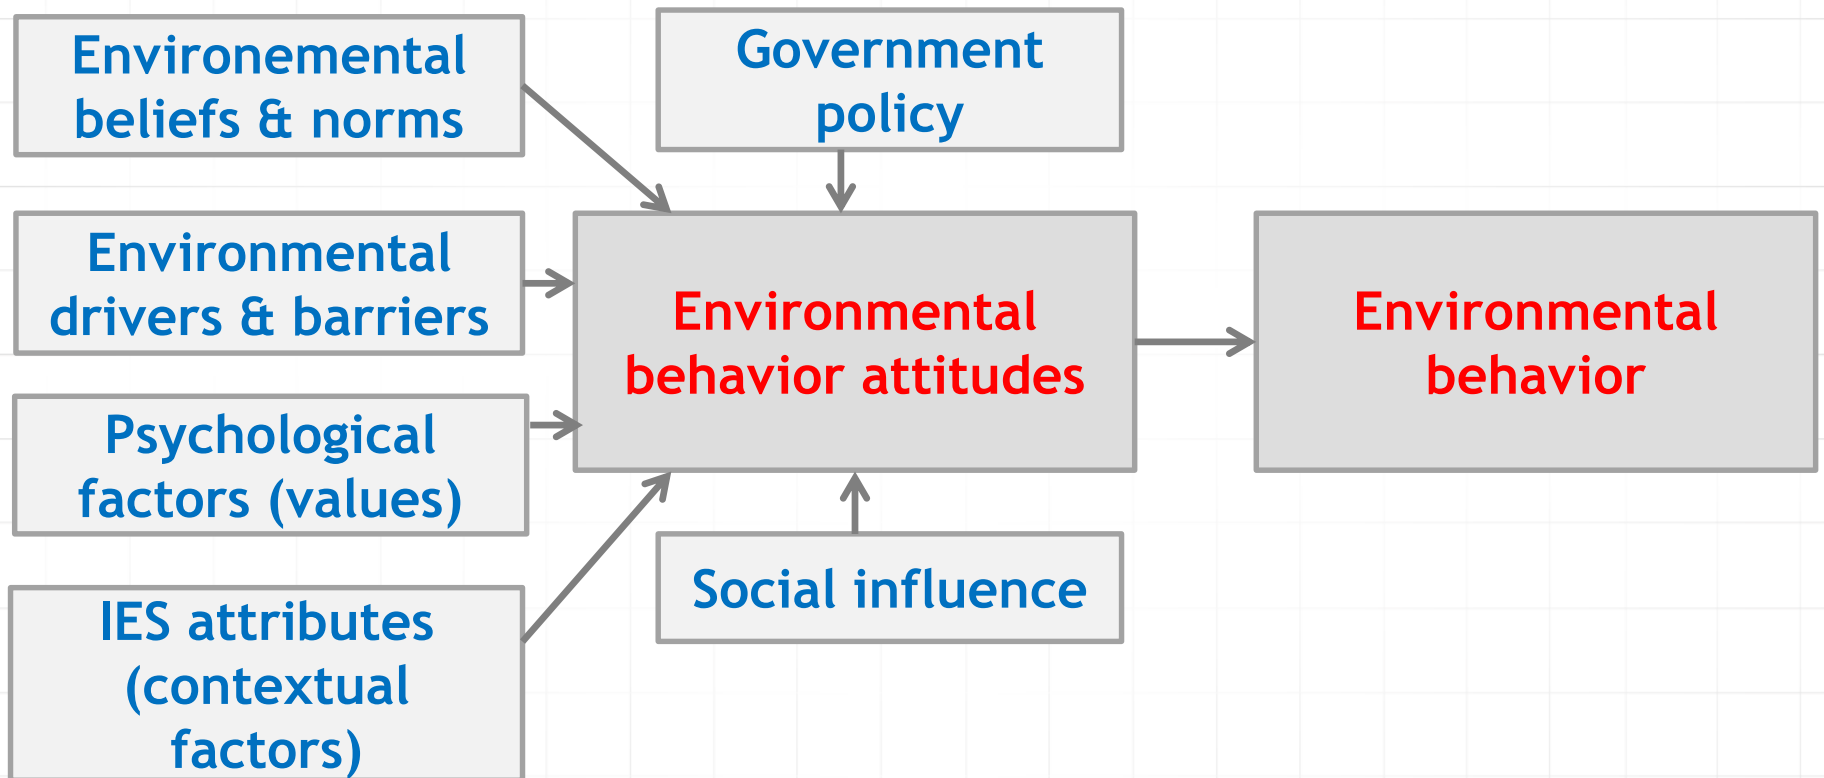 Environemental
beliefs & norms
Government
policy
Environmental
drivers & barriers
Environmental
behavior attitudes
Environmental
behavior
Psychological
factors (values)
Social influence
IES attributes
(contextual
factors)